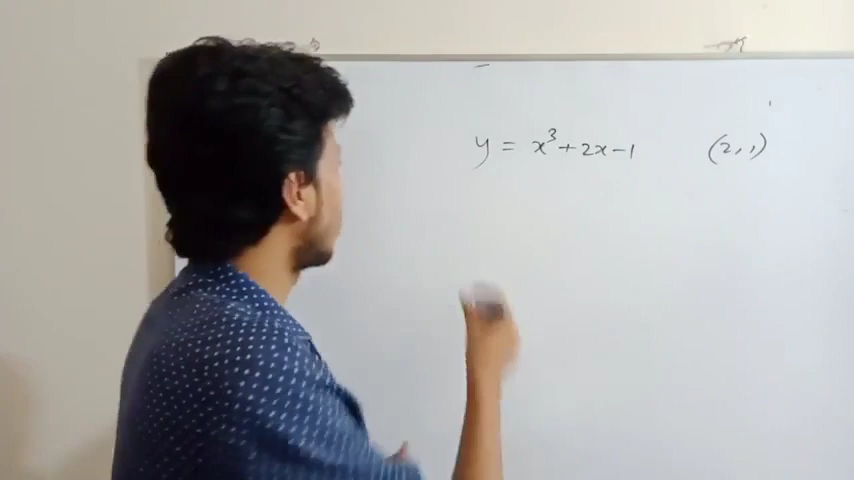 y = x³+2x-1 (2,1)